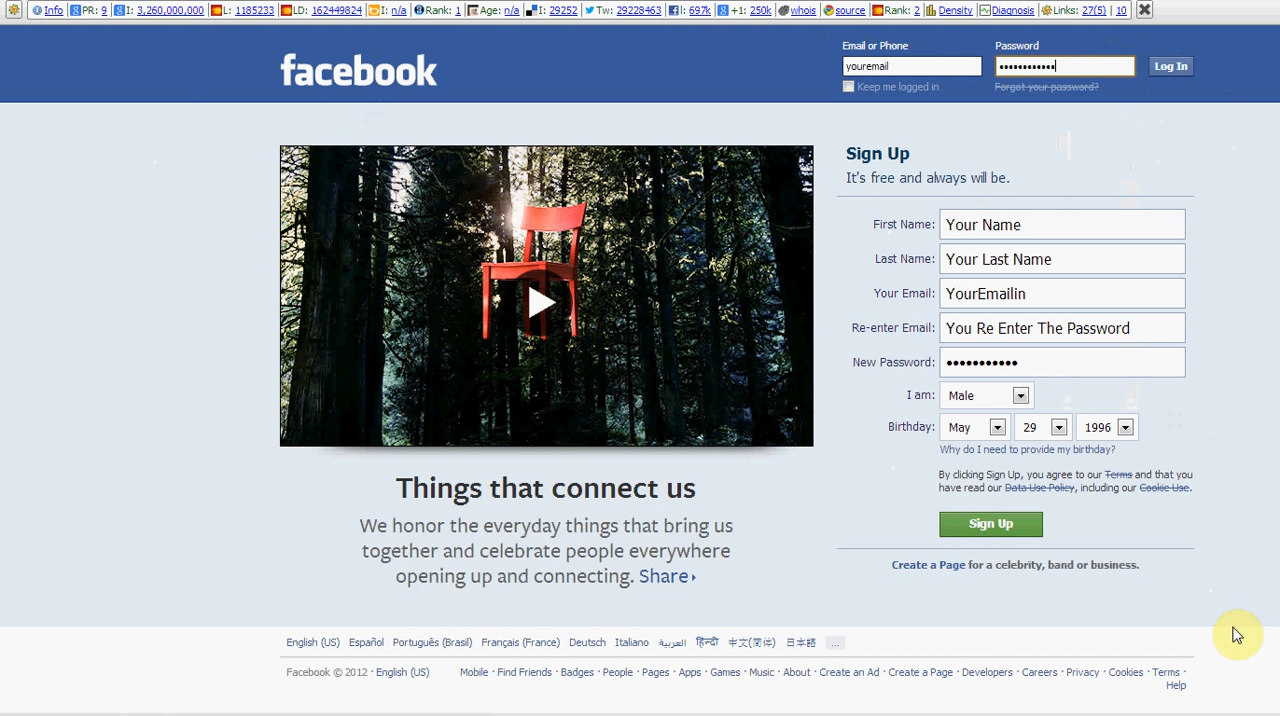 Info PR: 9 I: 3,260,000,000 L: 1185233 LD: 162449824 I: n/a Rank: 1 Age: n/a I: 29252 Tw: 29228463 l: 697k +1: 250k whois source Rank: 2 Density Diagnosis Links: 27(5) | 10
facebook
Email or Phone Password
youremail •••••••••••• Log In
Keep me logged in Forgot your password?
Sign Up
It's free and always will be.
First Name: Your Name
Last Name: Your Last Name
Your Email: YourEmailin
Re-enter Email: You Re Enter The Password
New Password: •••••••••••
I am: Male
Birthday: May 29 1996
Why do I need to provide my birthday?
By clicking Sign Up, you agree to our Terms and that you
have read our Data Use Policy, including our Cookie Use.
Sign Up
Create a Page for a celebrity, band or business.
Things that connect us
We honor the everyday things that bring us
together and celebrate people everywhere
opening up and connecting. Share
English (US) Español Português (Brasil) Français (France) Deutsch Italiano العربية हिन्दी 中文(简体) 日本語 ...
Facebook © 2012 · English (US) Mobile · Find Friends · Badges · People · Pages · Apps · Games · Music · About · Create an Ad · Create a Page · Developers · Careers · Privacy · Cookies · Terms ·
Help